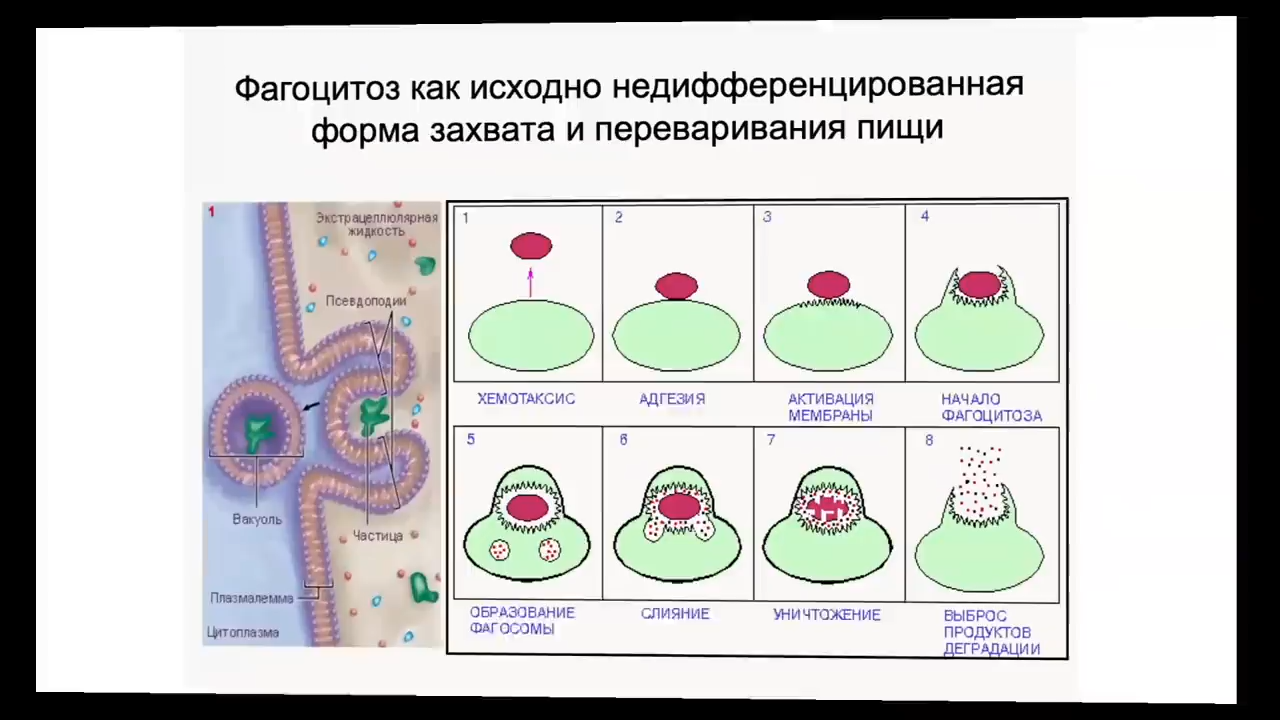 Фагоцитоз как исходно недифференцированная
форма захвата и переваривания пищи
1
Экстрацеллюлярная
жидкость
Псевдоподии
Вакуоль
Частица
Плазмалемма
Цитоплазма
1
2
3
4
ХЕМОТАКСИС
АДГЕЗИЯ
АКТИВАЦИЯ
МЕМБРАНЫ
НАЧАЛО
ФАГОЦИТОЗА
5
6
7
8
ОБРАЗОВАНИЕ
ФАГОСОМЫ
СЛИЯНИЕ
УНИЧТОЖЕНИЕ
ВЫБРОС
ПРОДУКТОВ
ДЕГРАДАЦИИ